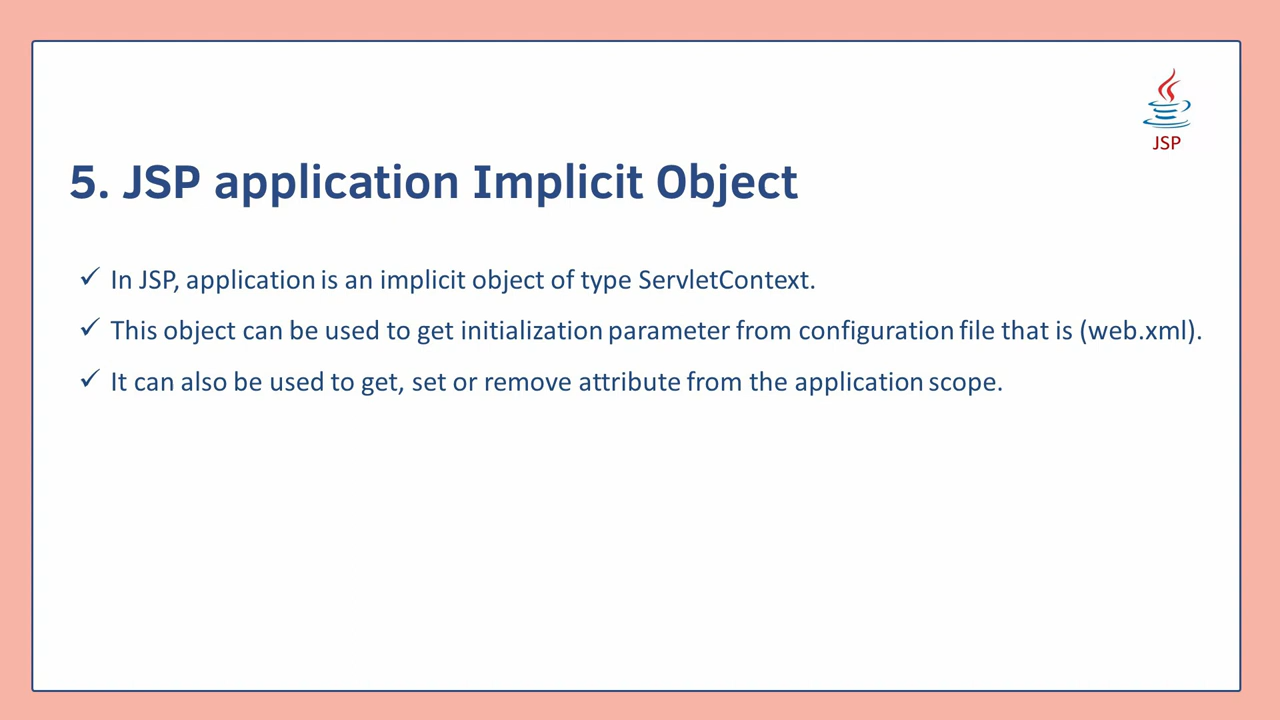 JSP
5. JSP application Implicit Object
✓ In JSP, application is an implicit object of type ServletContext.
✓ This object can be used to get initialization parameter from configuration file that is (web.xml).
✓ It can also be used to get, set or remove attribute from the application scope.